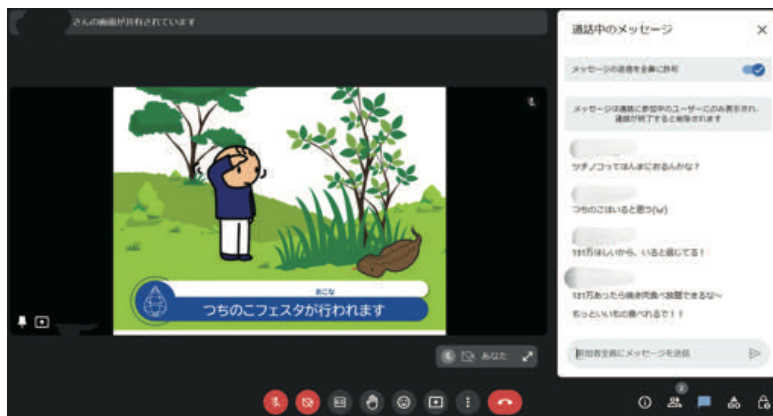 さんの画面が共有されています
おこな
つちのこフェスタが行われます
あなた
通話中のメッセージ
メッセージの送信を全員に許可
メッセージは通話に参加中のユーザーにのみ表示され、
通話が終了すると削除されます
ツチノコってほんまにおるんかな?
つちのこはいると思う('ω')
131万ほしいから、いると信じてる!
131万あったら焼き肉食べ放題できるな~
もっといいもの食べれるで!!
参加者全員にメッセージを送信
2